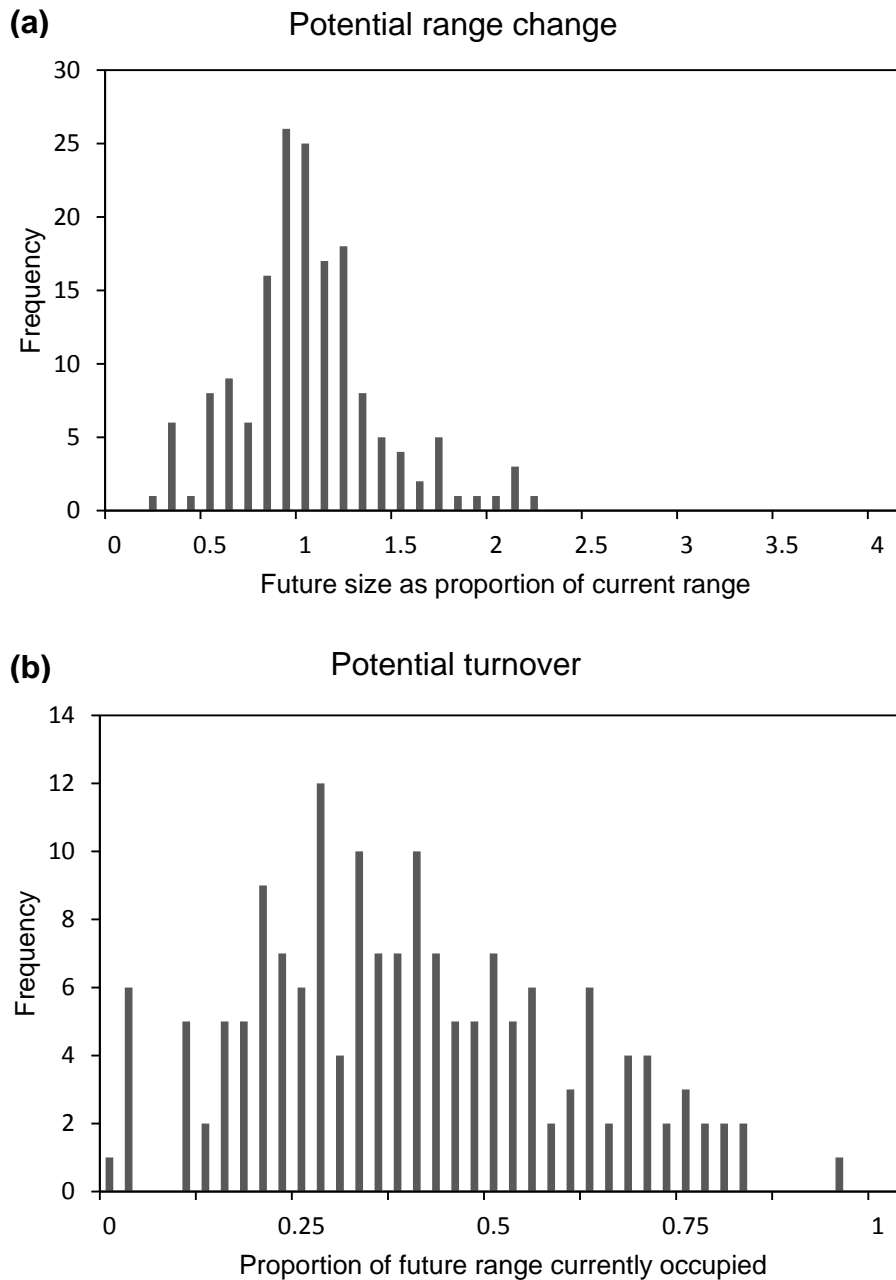 (a) Potential range change
30
25
20
15
10
5
0
Frequency
0 0.5 1 1.5 2 2.5 3 3.5 4
Future size as proportion of current range
(b) Potential turnover
14
12
10
8
6
4
2
0
Frequency
0 0.25 0.5 0.75 1
Proportion of future range currently occupied